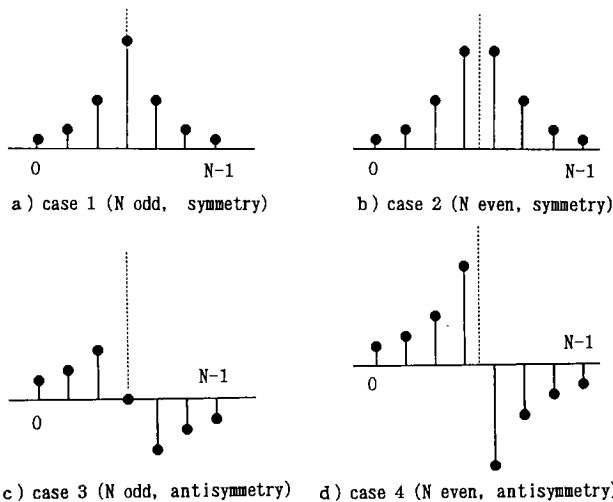 0 N-1
a) case 1 (N odd, symmetry)
0 N-1
b) case 2 (N even, symmetry)
0 N-1
c) case 3 (N odd, antisymmetry)
0 N-1
d) case 4 (N even, antisymmetry)